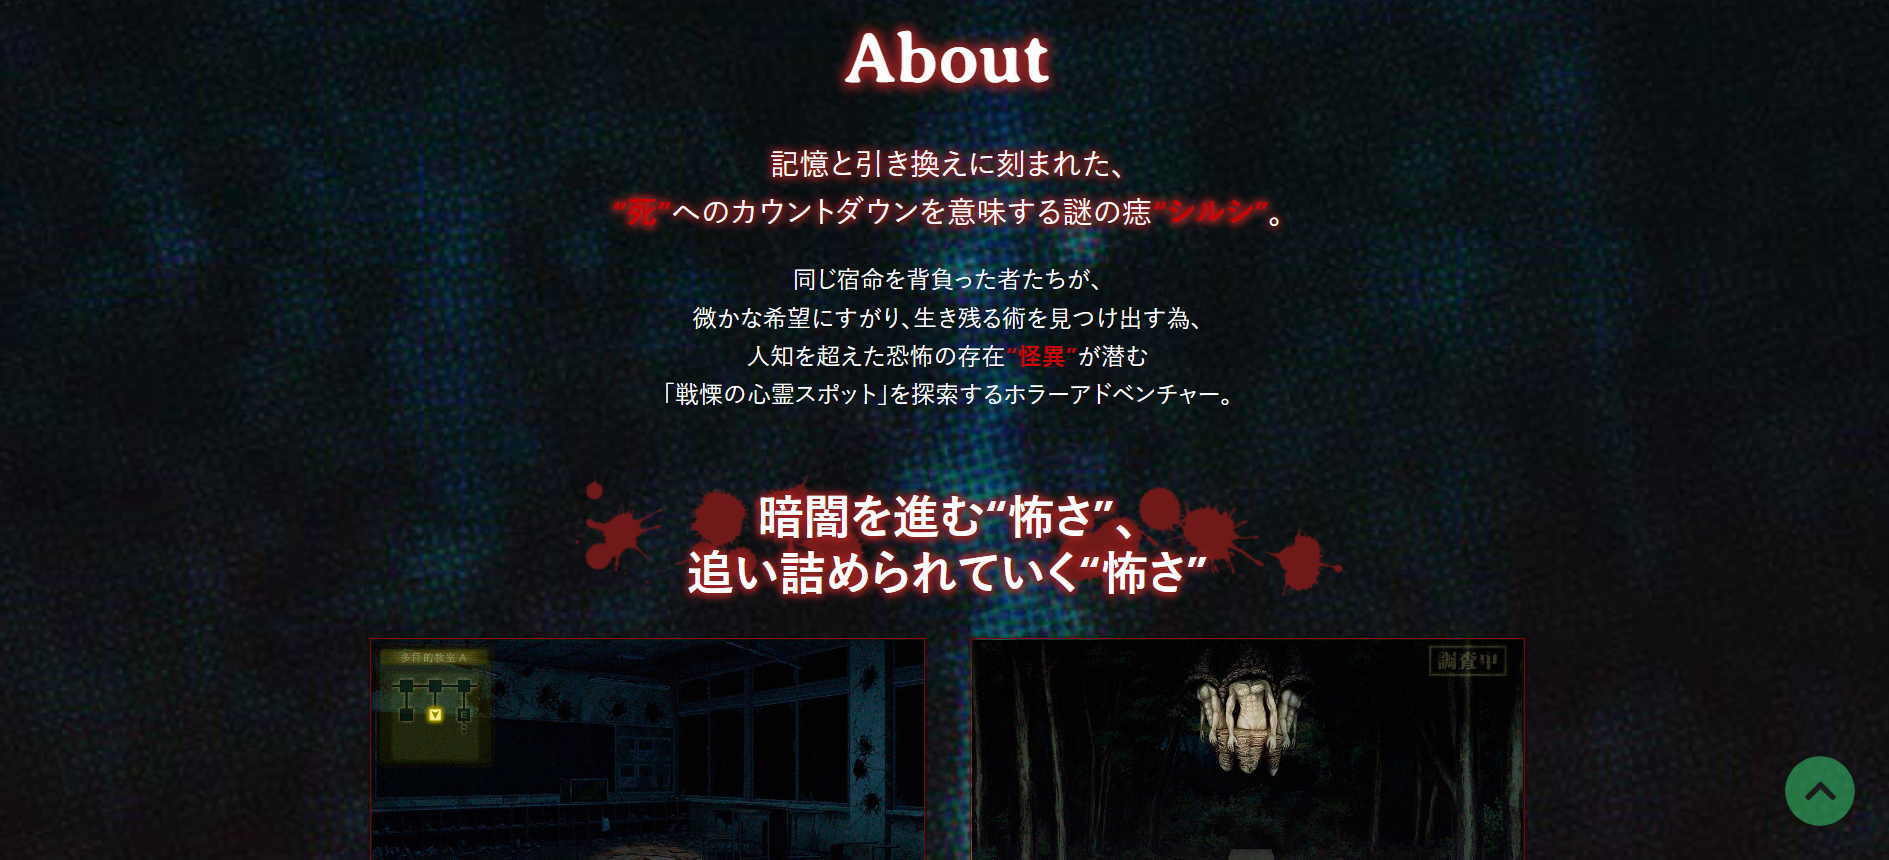 About
記憶と引き換えに刻まれた、
“死”へのカウントダウンを意味する謎の痣“シルシ”。
同じ宿命を背負った者たちが、
微かな希望にすがり、生き残る術を見つけ出す為、
人知を超えた恐怖の存在“怪異”が潜む
「戦慄の心霊スポット」を探索するホラーアドベンチャー。
暗闇を進む“怖さ”、
追い詰められていく“怖さ”
多目的教室A
調査中